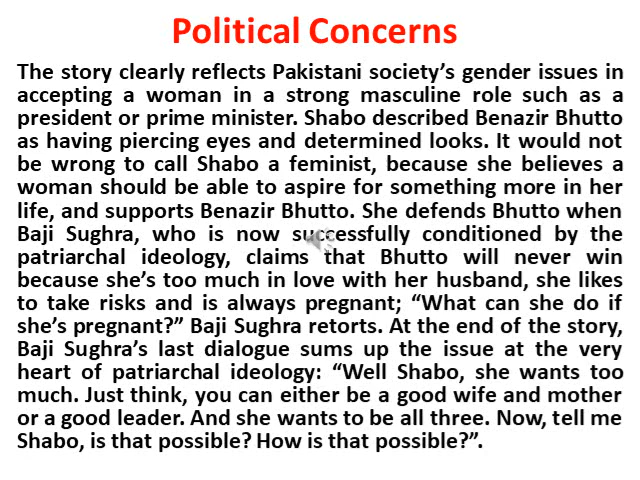 Political Concerns
The story clearly reflects Pakistani society’s gender issues in
accepting a woman in a strong masculine role such as a
president or prime minister. Shabo described Benazir Bhutto
as having piercing eyes and determined looks. It would not
be wrong to call Shabo a feminist, because she believes a
woman should be able to aspire for something more in her
life, and supports Benazir Bhutto. She defends Bhutto when
Baji Sughra, who is now successfully conditioned by the
patriarchal ideology, claims that Bhutto will never win
because she’s too much in love with her husband, she likes
to take risks and is always pregnant; “What can she do if
she’s pregnant?” Baji Sughra retorts. At the end of the story,
Baji Sughra’s last dialogue sums up the issue at the very
heart of patriarchal ideology: “Well Shabo, she wants too
much. Just think, you can either be a good wife and mother
or a good leader. And she wants to be all three. Now, tell me
Shabo, is that possible? How is that possible?”.